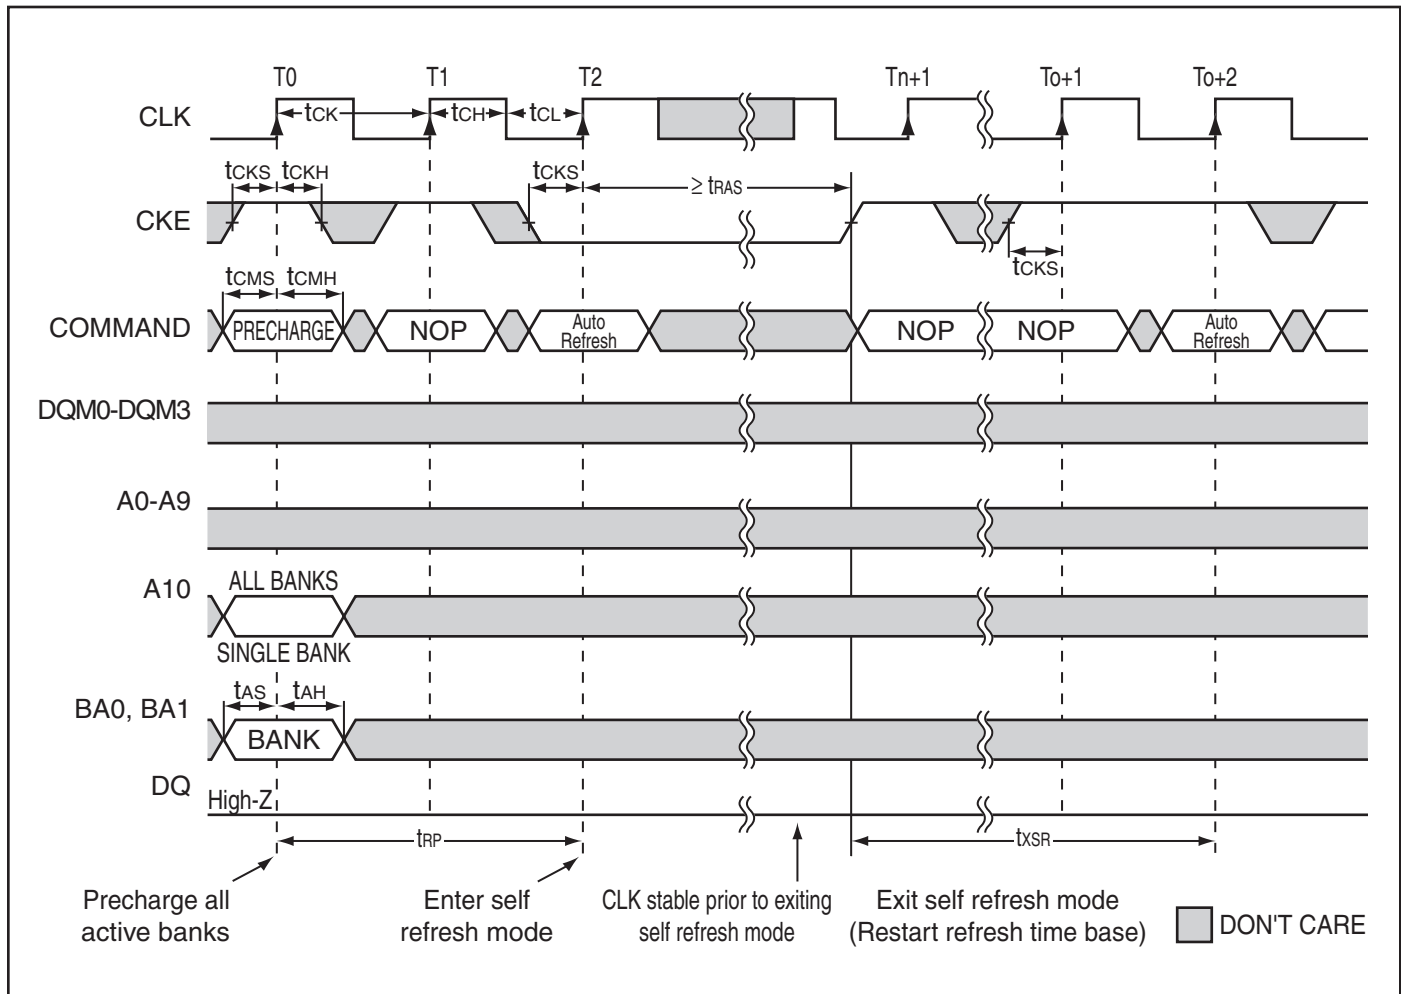 T0 T1 T2 Tn+1 To+1 To+2
CLK
tCK tCH tCL
tCKS tCKH tCKS ≥ tRAS
CKE
tCKS
tCMS tCMH
COMMAND PRECHARGE NOP Auto Refresh NOP NOP Auto Refresh
DQM0-DQM3
A0-A9
A10 ALL BANKS
SINGLE BANK
tAS tAH
BA0, BA1 BANK
DQ
High-Z
tRP tXSR
Precharge all
active banks
Enter self
refresh mode
CLK stable prior to exiting
self refresh mode
Exit self refresh mode
(Restart refresh time base)
DON'T CARE